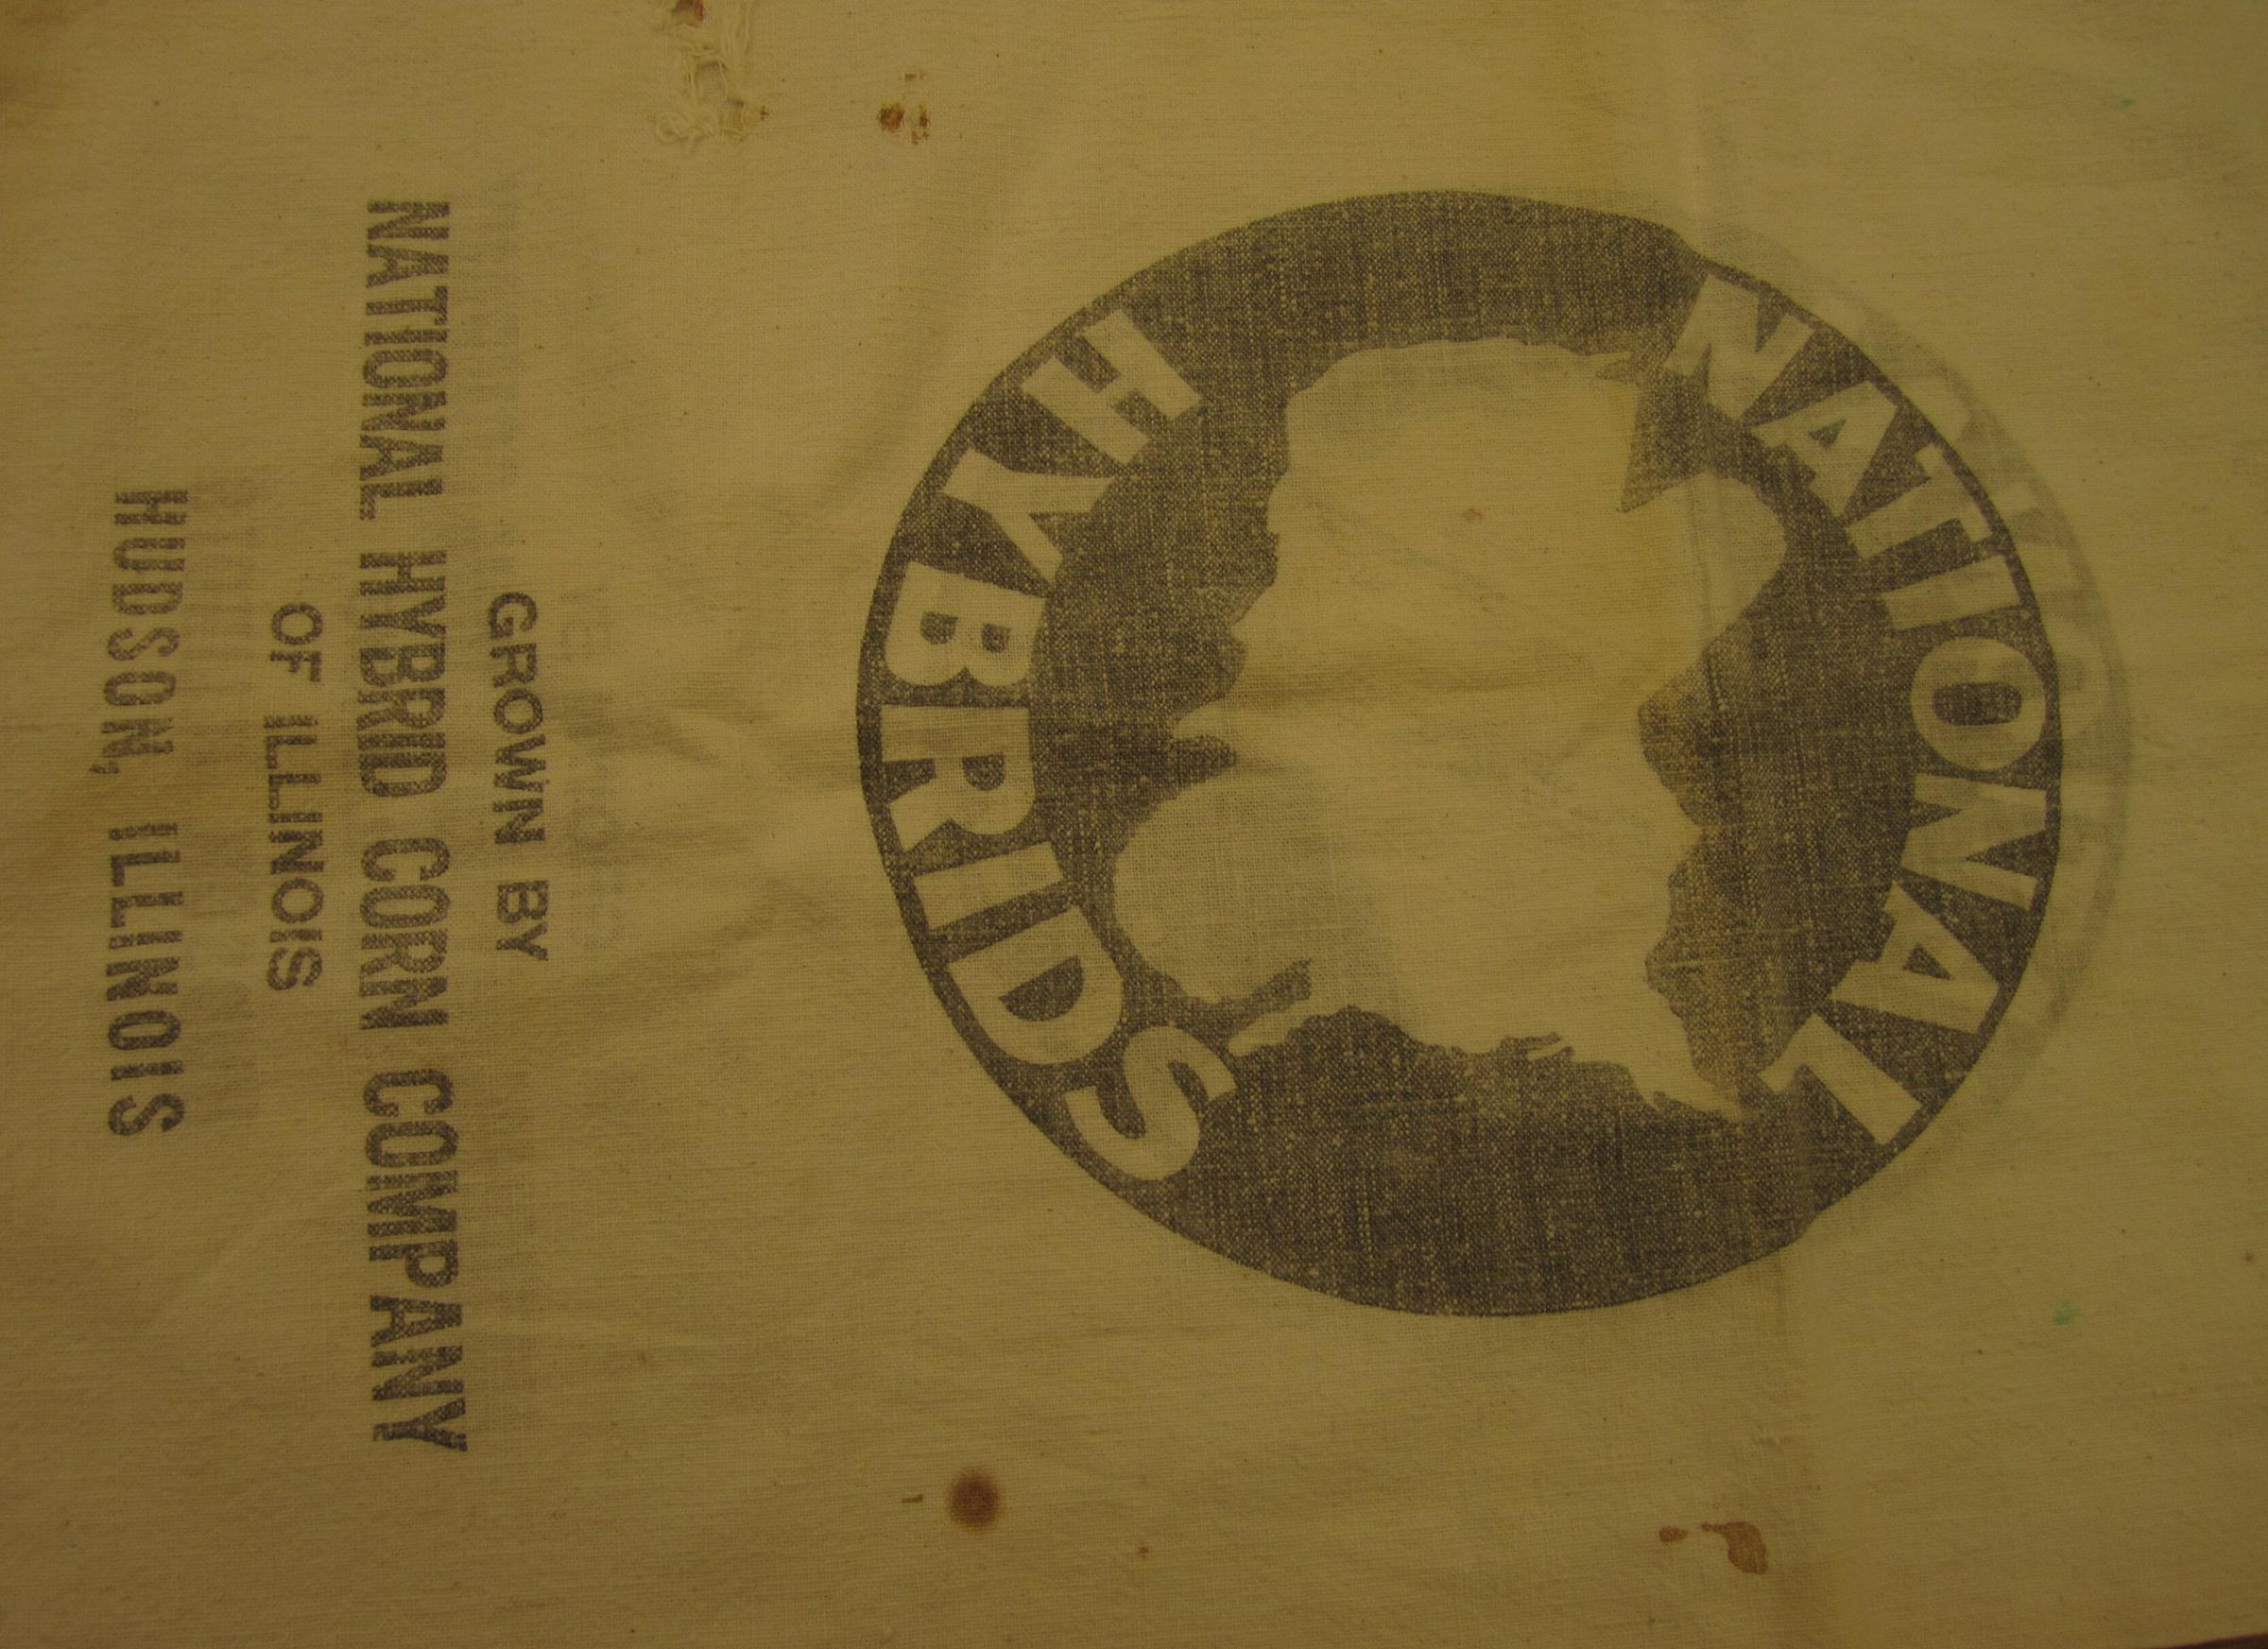 NATIONAL
HYBRIDS
GROWN BY
NATIONAL HYBRID CORN COMPANY
OF ILLINOIS
HUDSON, ILLINOIS